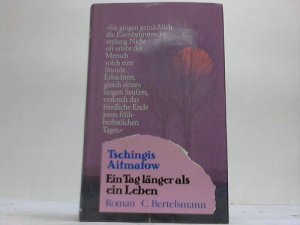 »Sie gingen gemächlich
die Eisenbahnstrecke
entlang. Nicht
oft erlebt der
Mensch
solch eine
Stunde.
Erleichtert,
gleich einem
langen Seufzer,
verlosch das
friedliche Ende
eines früh-
herbstlichen
Tages.«
Tschingis
Aitmatow
Ein Tag länger als
ein Leben
Roman C. Bertelsmann